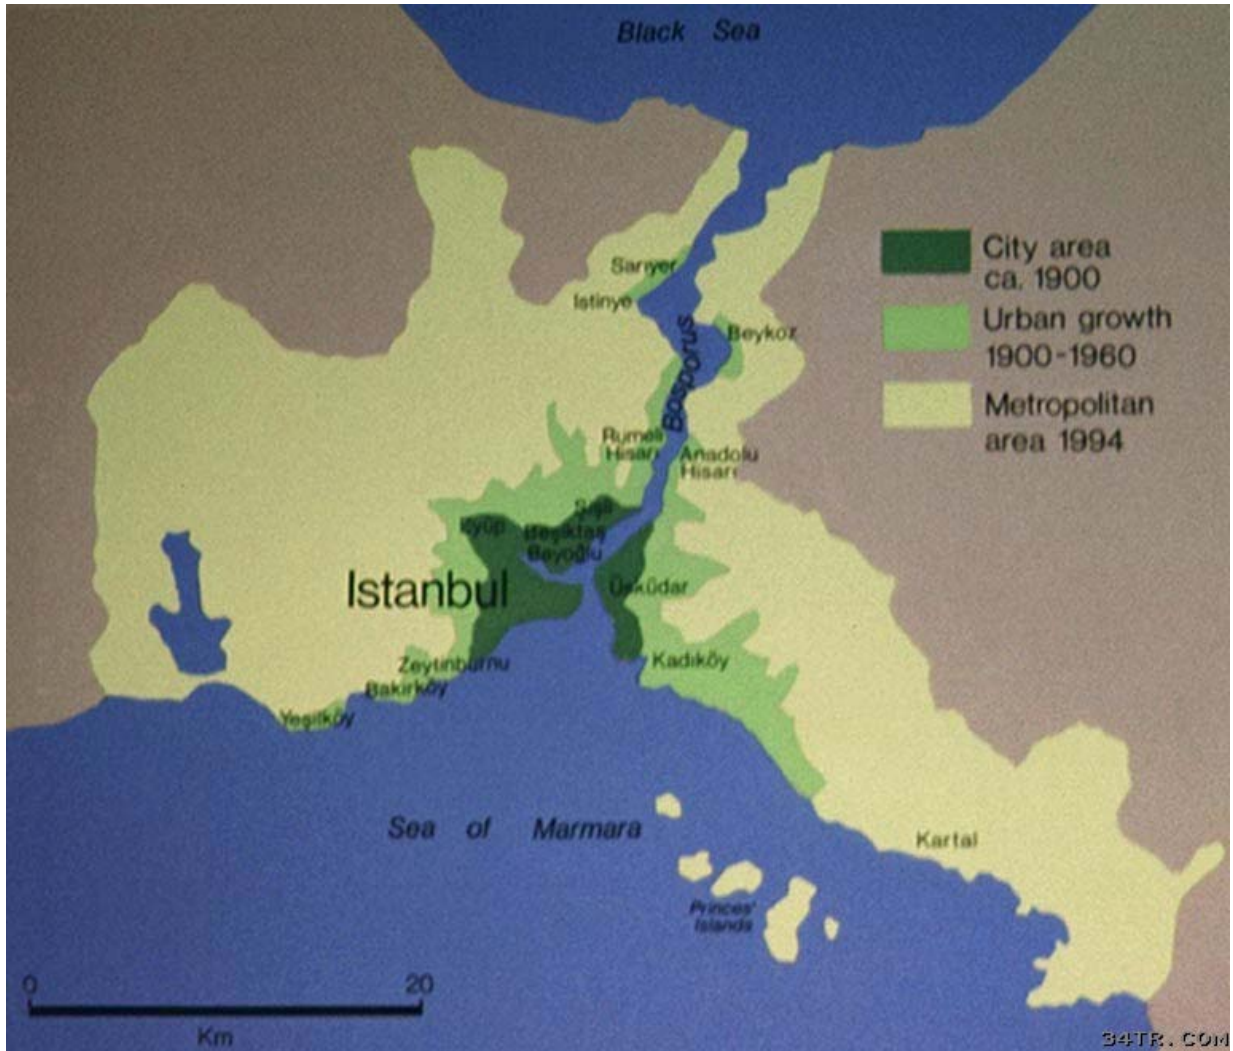 Black Sea
City area
ca. 1900
Urban growth
1900-1960
Metropolitan
area 1994
Sarıyer
Istinye
Bosporus
Beykoz
Rumeli
Hisarı
Anadolu
Hisarı
Şişli
Eyüp
Beşiktaş
Beyoğlu
Istanbul
Üsküdar
Zeytinburnu
Kadıköy
Bakırköy
Yeşilköy
Sea of Marmara
Kartal
Princes'
Islands
0 20
Km
34TR.COM